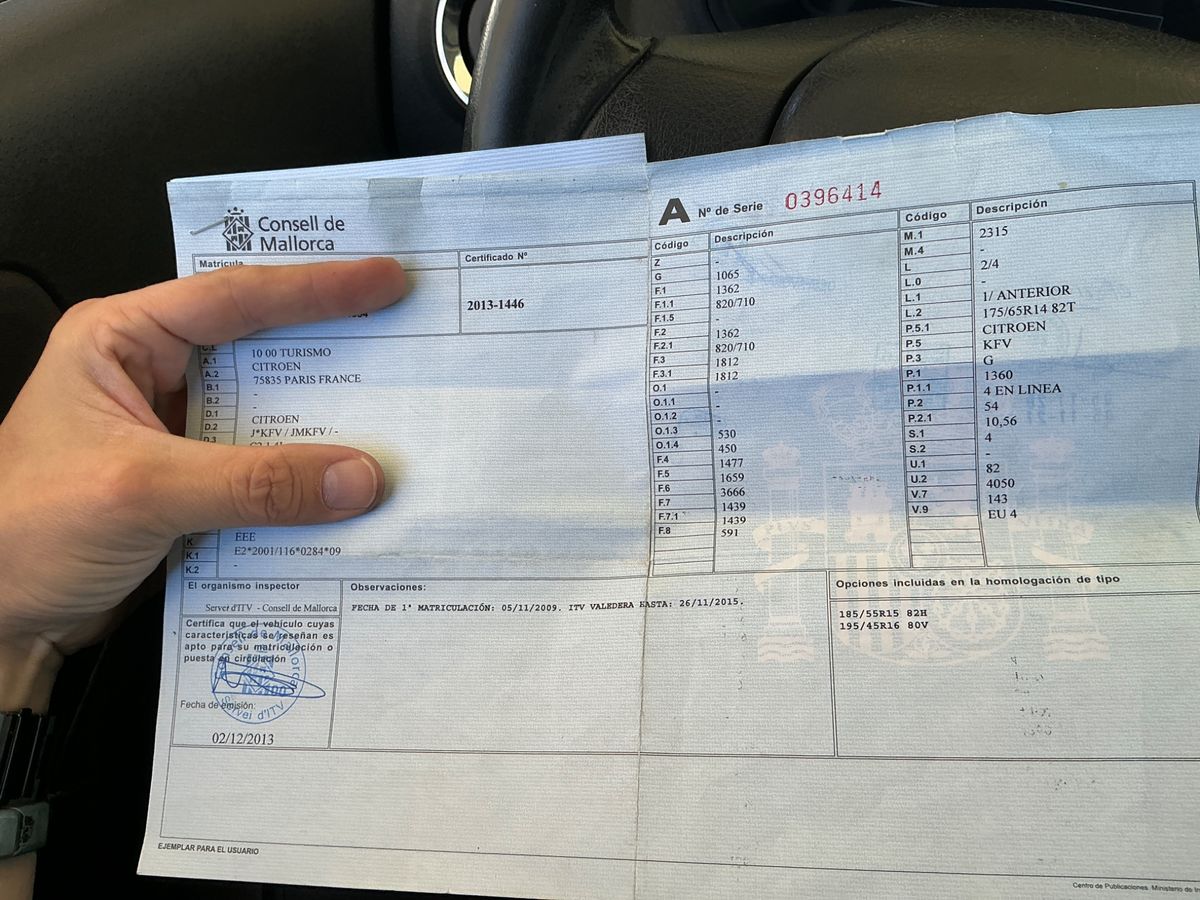 Consell de
Mallorca
Matrícula
Certificado Nº
2013-1446
C.L
A.1 10 00 TURISMO
A.2 CITROEN
B.1 75835 PARIS FRANCE
B.2 -
D.1 -
D.2 CITROEN
D.3 J*KFV / JMKFV / -
K EEE
K.1 E2*2001/116*0284*09
K.2 -
A Nº de Serie 0396414
Código Descripción
Z -
G 1065
F.1 1362
F.1.1 820/710
F.1.5 -
F.2 1362
F.2.1 820/710
F.3 1812
F.3.1 1812
O.1 -
O.1.1 -
O.1.2 -
O.1.3 530
O.1.4 450
F.4 1477
F.5 1659
F.6 3666
F.7 1439
F.7.1 1439
F.8 591
Código Descripción
M.1 2315
M.4 -
L 2/4
L.0 -
L.1 1/ ANTERIOR
L.2 175/65R14 82T
P.5.1 CITROEN
P.5 KFV
P.3 G
P.1 1360
P.1.1 4 EN LINEA
P.2 54
P.2.1 10,56
S.1 4
S.2 -
U.1 82
U.2 4050
V.7 143
V.9 EU 4
El organismo inspector
Servei d'ITV - Consell de Mallorca
Certifica que el vehículo cuyas
características se reseñan es
apto para su matriculación o
puesta en circulación
Consell de Mallorca
Servei d'ITV
Fecha de emisión:
02/12/2013
Observaciones:
FECHA DE 1ª MATRICULACIÓN: 05/11/2009. ITV VALEDERA HASTA: 26/11/2015.
Opciones incluidas en la homologación de tipo
185/55R15 82H
195/45R16 80V
EJEMPLAR PARA EL USUARIO
Centro de Publicaciones. Ministerio de